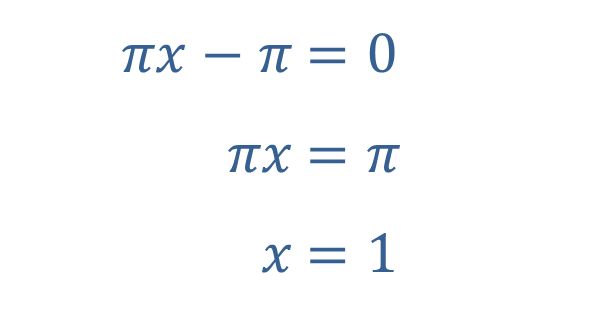 πx − π = 0
πx = π
x = 1